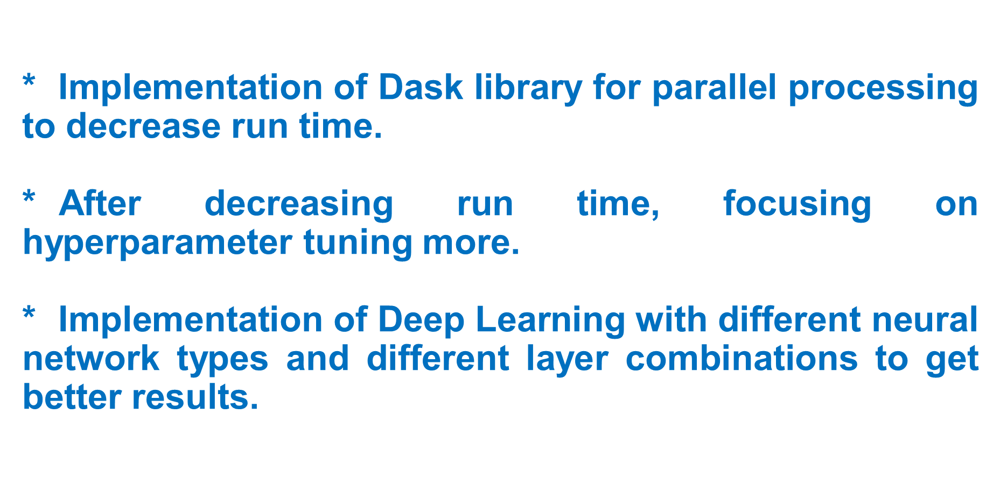 * Implementation of Dask library for parallel processing
to decrease run time.
* After decreasing run time, focusing on
hyperparameter tuning more.
* Implementation of Deep Learning with different neural
network types and different layer combinations to get
better results.